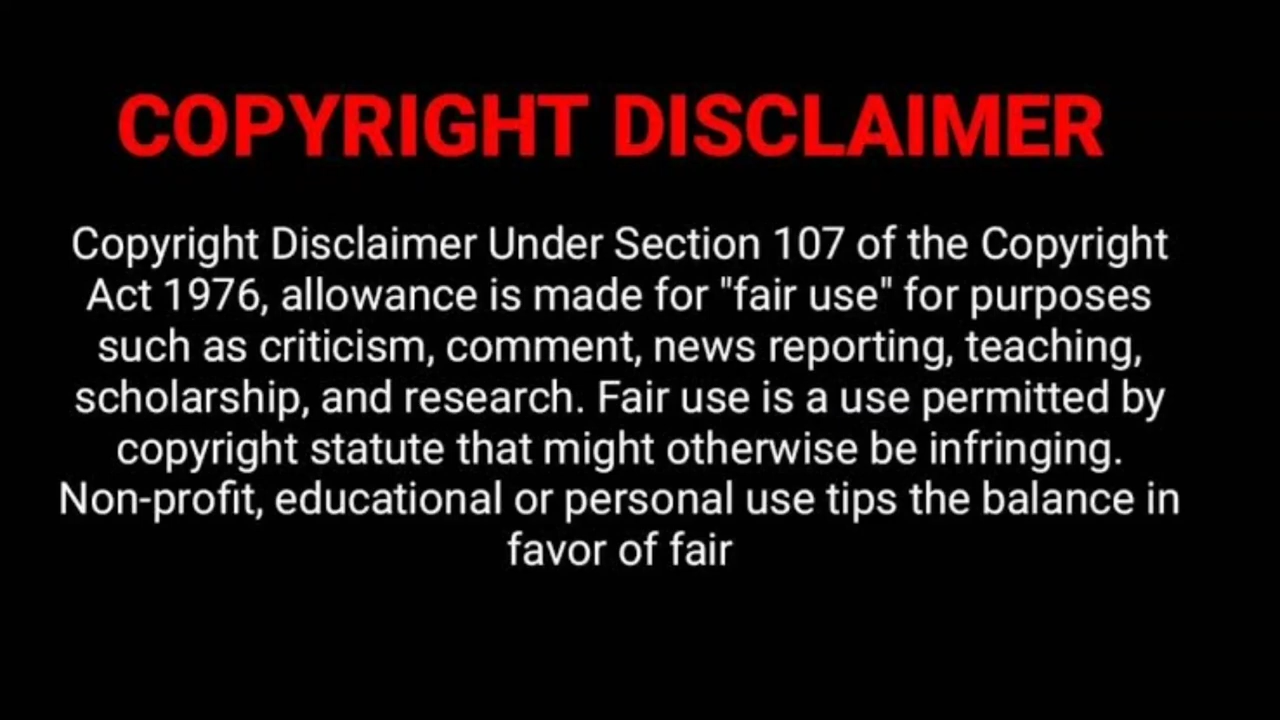 COPYRIGHT DISCLAIMER
Copyright Disclaimer Under Section 107 of the Copyright
Act 1976, allowance is made for "fair use" for purposes
such as criticism, comment, news reporting, teaching,
scholarship, and research. Fair use is a use permitted by
copyright statute that might otherwise be infringing.
Non-profit, educational or personal use tips the balance in
favor of fair